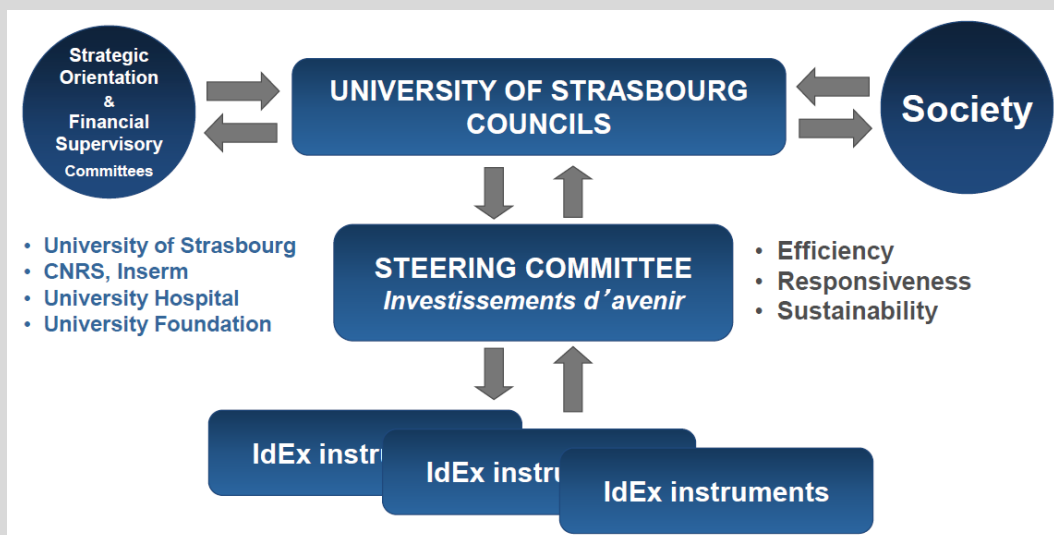 Strategic
Orientation
&
Financial
Supervisory
Committees
UNIVERSITY OF STRASBOURG
COUNCILS
Society
• University of Strasbourg
• CNRS, Inserm
• University Hospital
• University Foundation
STEERING COMMITTEE
Investissements d´avenir
• Efficiency
• Responsiveness
• Sustainability
IdEx instru
IdEx instru
IdEx instruments